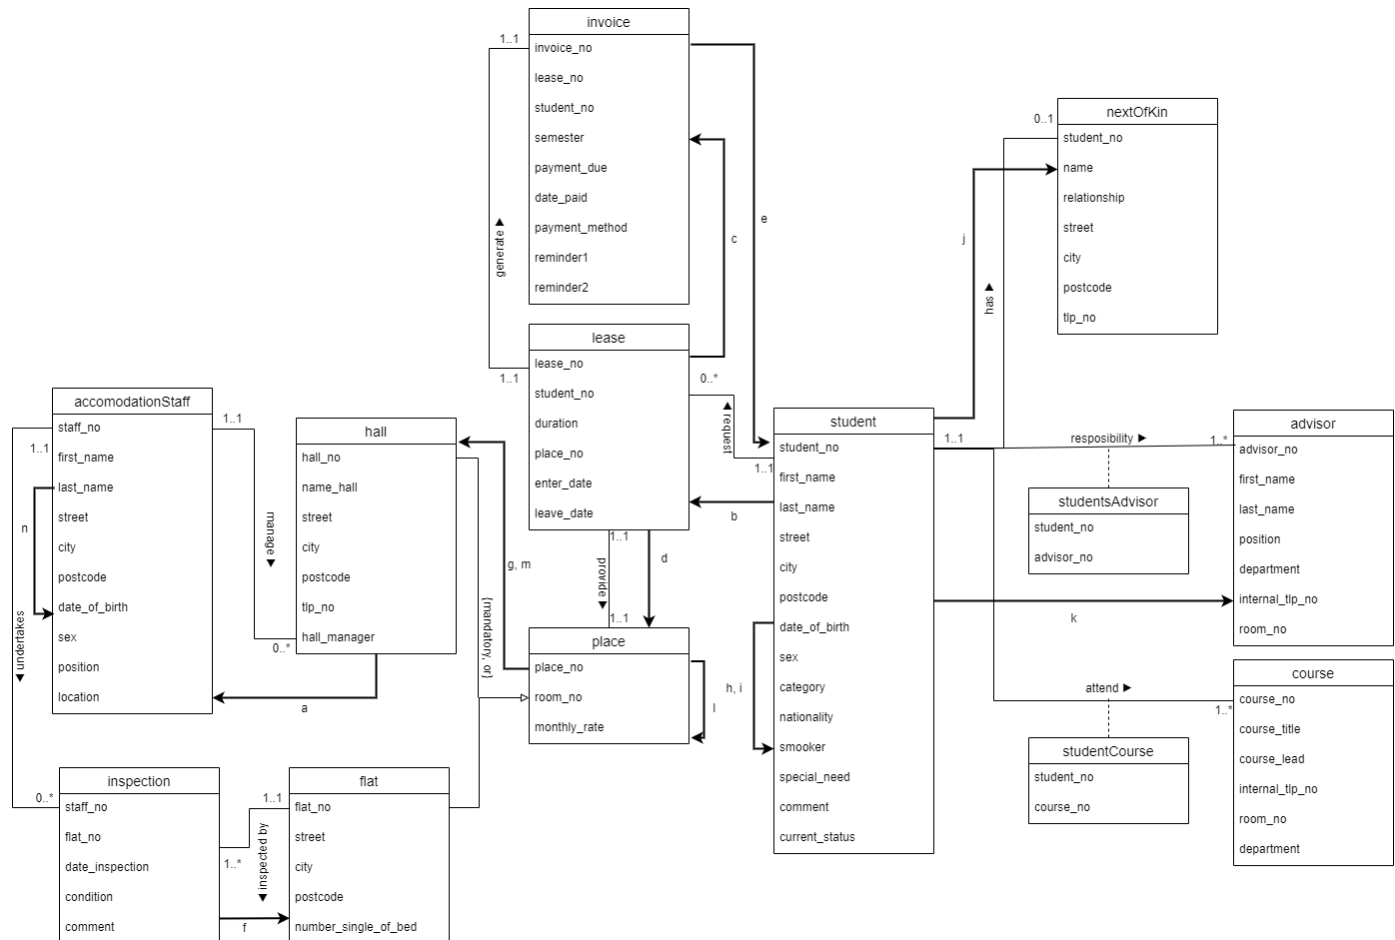 invoice
invoice_no
lease_no
student_no
semester
payment_due
date_paid
payment_method
reminder1
reminder2
1..1
generate ▲
1..1
c
e
lease
lease_no
student_no
duration
place_no
enter_date
leave_date
0..*
request ▼
1..1
b
1..1
provide ▼
1..1
d
g, m
place
place_no
room_no
monthly_rate
l
h, i
nextOfKin
student_no
name
relationship
street
city
postcode
tlp_no
0..1
has ▲
j
accomodationStaff
staff_no
first_name
last_name
street
city
postcode
date_of_birth
sex
position
location
1..1
1..1
n
undertakes ▼
0..*
manage ▼
0..*
a
hall
hall_no
name_hall
street
city
postcode
tlp_no
hall_manager
{mandatory, or}
student
student_no
first_name
last_name
street
city
postcode
date_of_birth
sex
category
nationality
smooker
special_need
comment
current_status
1..1
resposibility ▶
1..*
studentsAdvisor
student_no
advisor_no
k
advisor
advisor_no
first_name
last_name
position
department
internal_tlp_no
room_no
attend ▶
1..*
studentCourse
student_no
course_no
course
course_no
course_title
course_lead
internal_tlp_no
room_no
department
inspection
staff_no
flat_no
date_inspection
condition
comment
1..1
1..*
inspected by ▼
f
flat
flat_no
street
city
postcode
number_single_of_bed